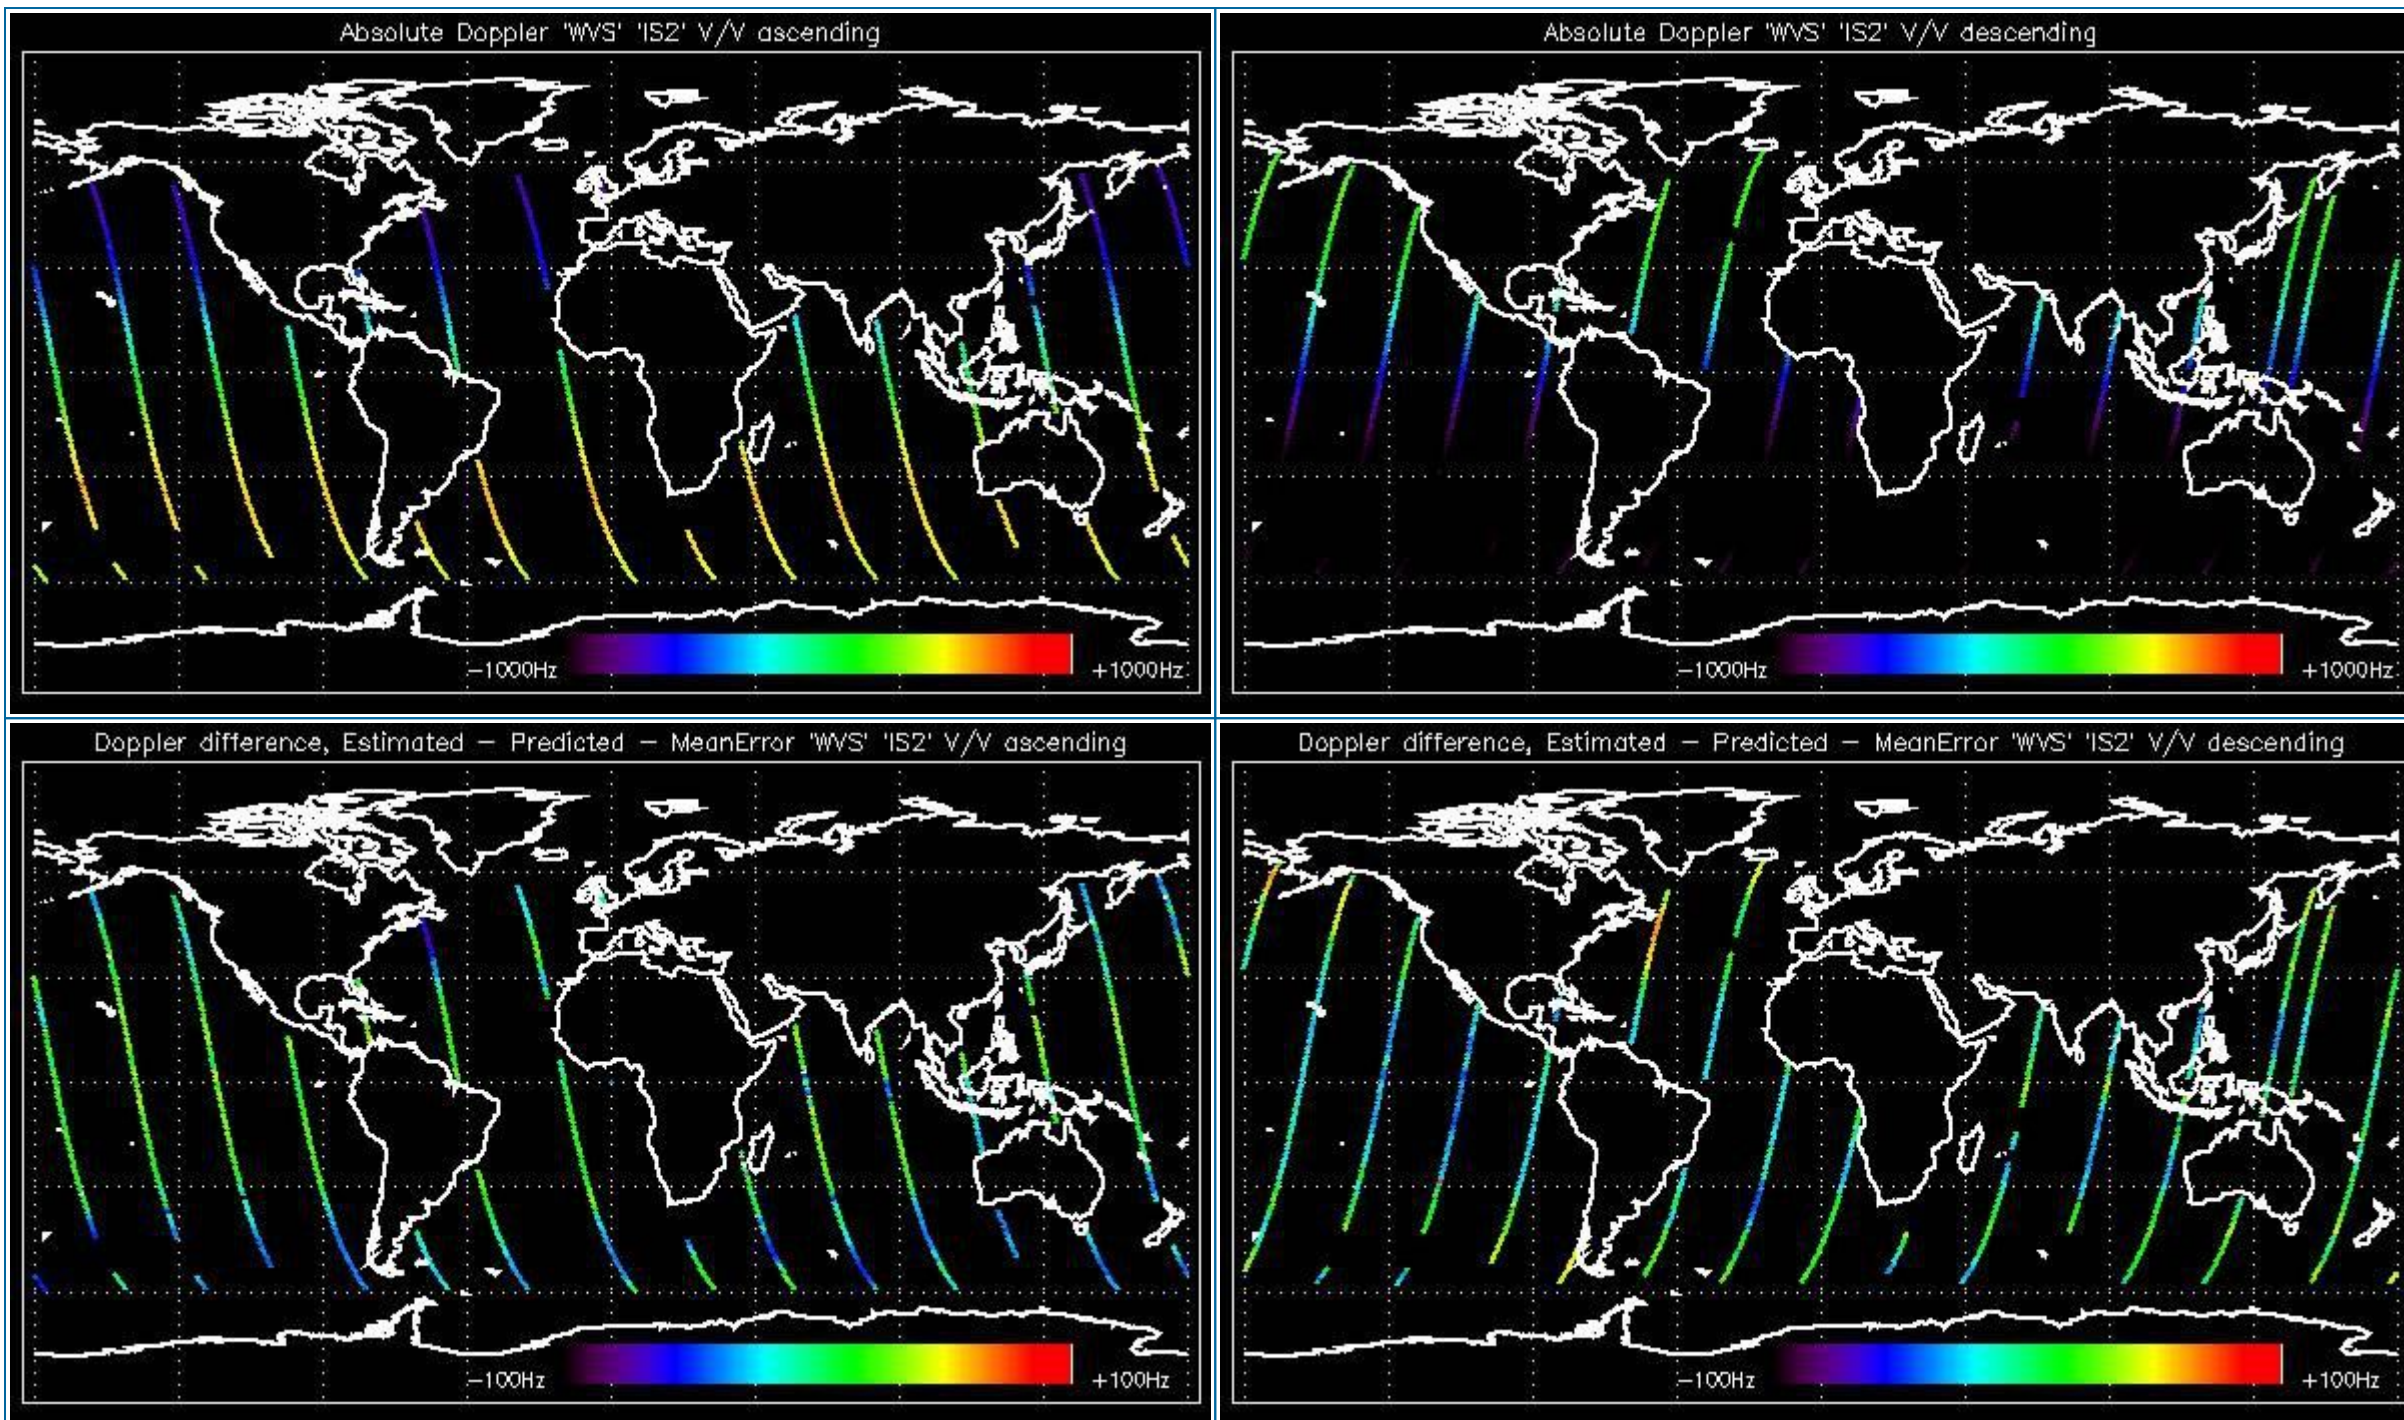 Absolute Doppler 'WVS' 'IS2' V/V ascending
−1000Hz +1000Hz
Absolute Doppler 'WVS' 'IS2' V/V descending
−1000Hz +1000Hz
Doppler difference, Estimated − Predicted − MeanError 'WVS' 'IS2' V/V ascending
−100Hz +100Hz
Doppler difference, Estimated − Predicted − MeanError 'WVS' 'IS2' V/V descending
−100Hz +100Hz